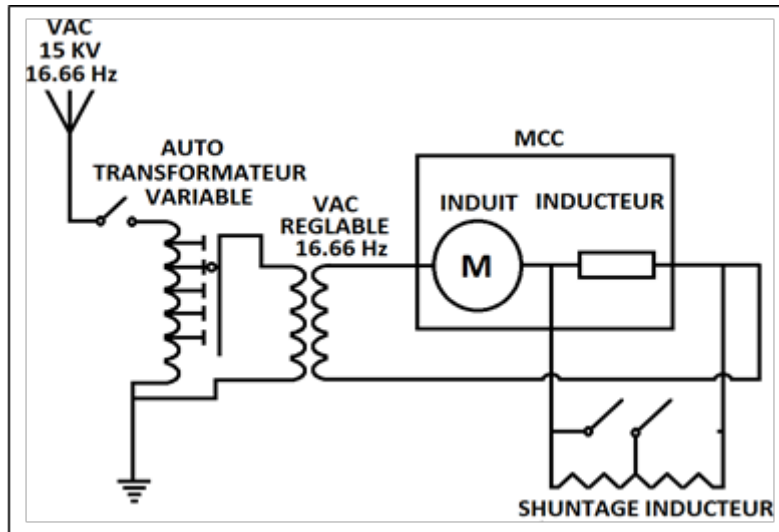 VAC
15 KV
16.66 Hz
AUTO
TRANSFORMATEUR
VARIABLE
VAC
REGLABLE
16.66 Hz
MCC
INDUIT
INDUCTEUR
M
SHUNTAGE INDUCTEUR